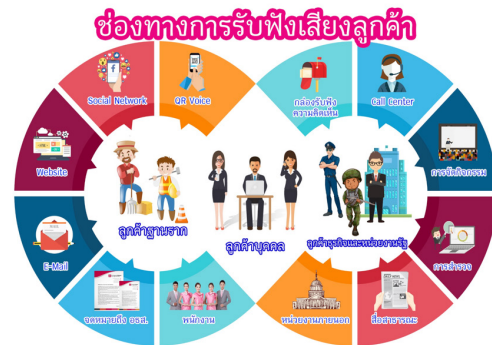 ช่องทางการรับฟังเสียงลูกค้า
Social Network
QR Voice
กล่องรับฟัง
ความคิดเห็น
Call Center
Website
การจัดกิจกรรม
ลูกค้าฐานราก
ลูกค้าบุคคล
ลูกค้าธุรกิจและหน่วยงานรัฐ
E-Mail
การสำรวจ
จดหมายถึง ธอส.
พนักงาน
หน่วยงานภายนอก
สื่อสาธารณะ